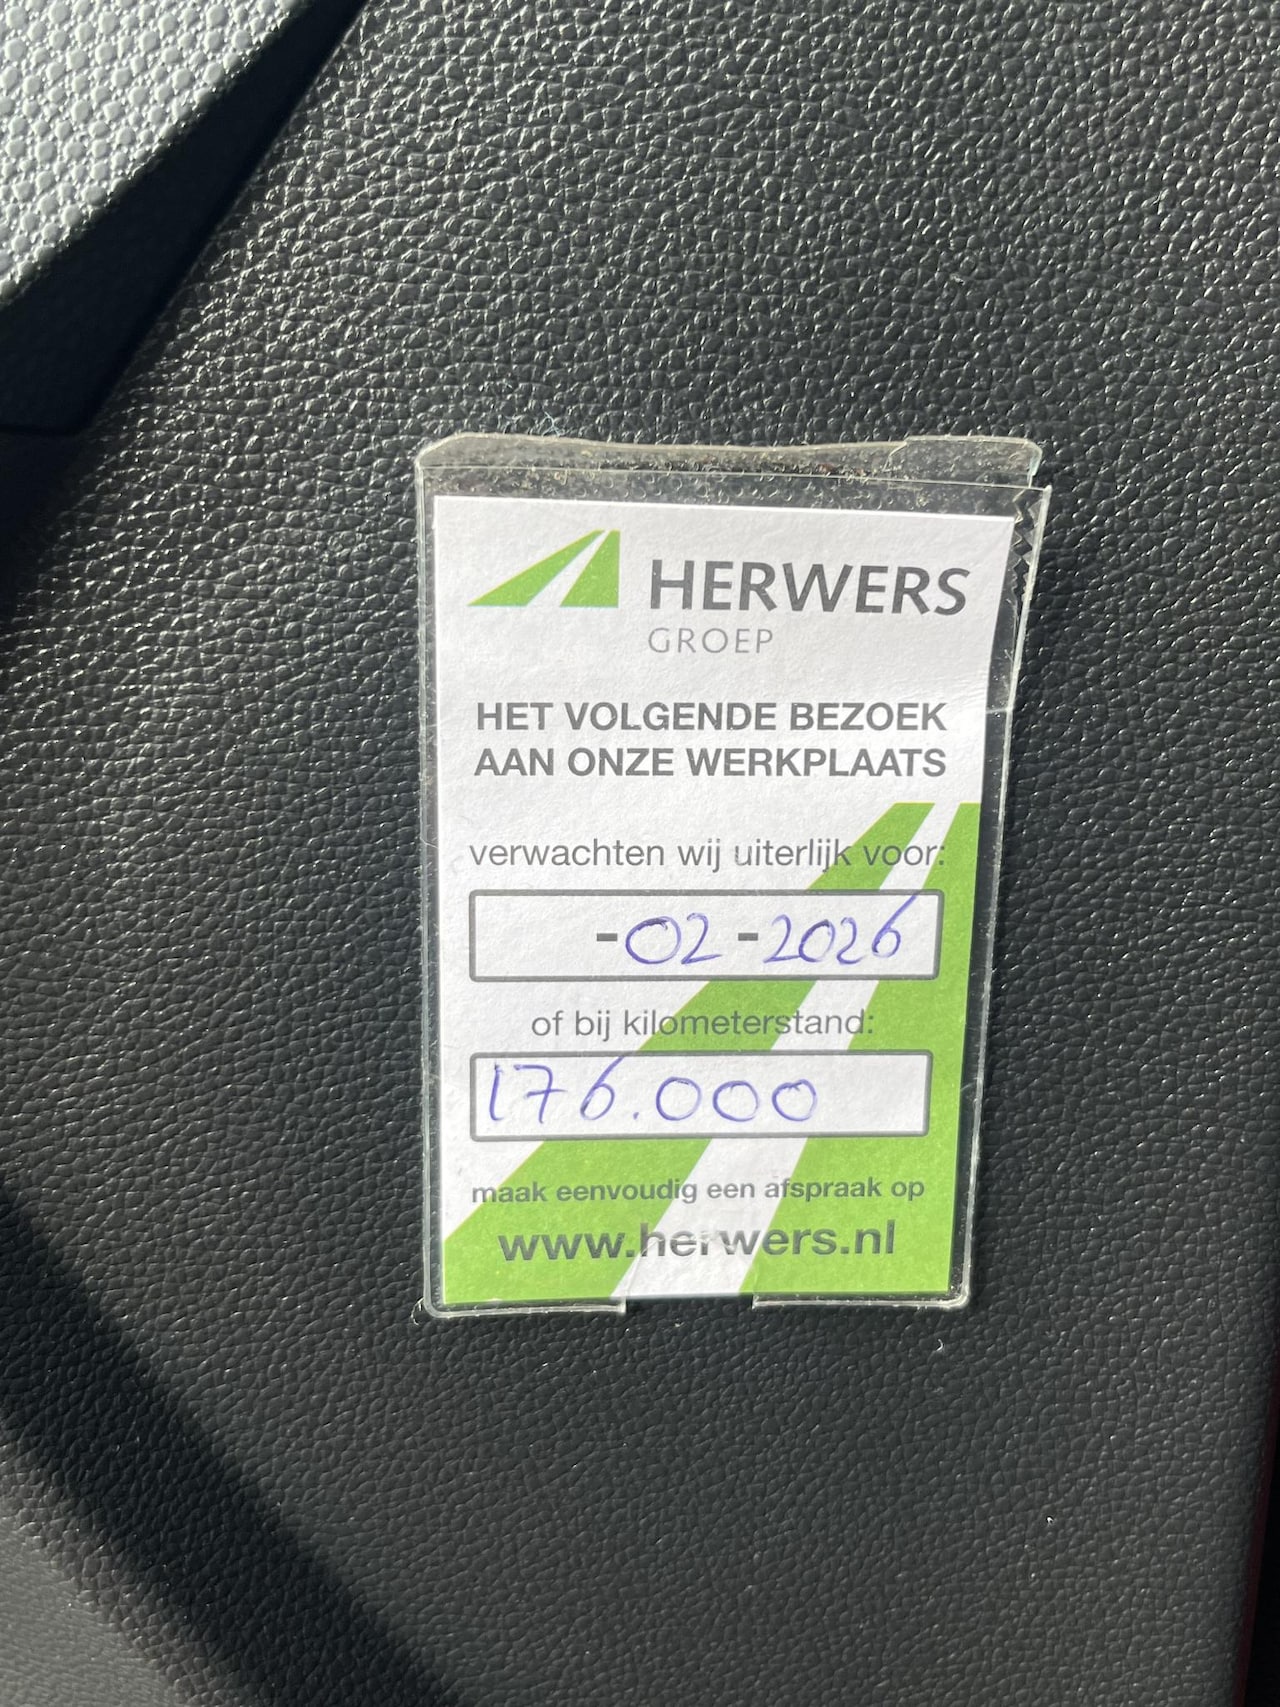 HERWERS
GROEP
HET VOLGENDE BEZOEK
AAN ONZE WERKPLAATS
verwachten wij uiterlijk voor:
-02-2026
of bij kilometerstand:
176.000
maak eenvoudig een afspraak op
www.herwers.nl